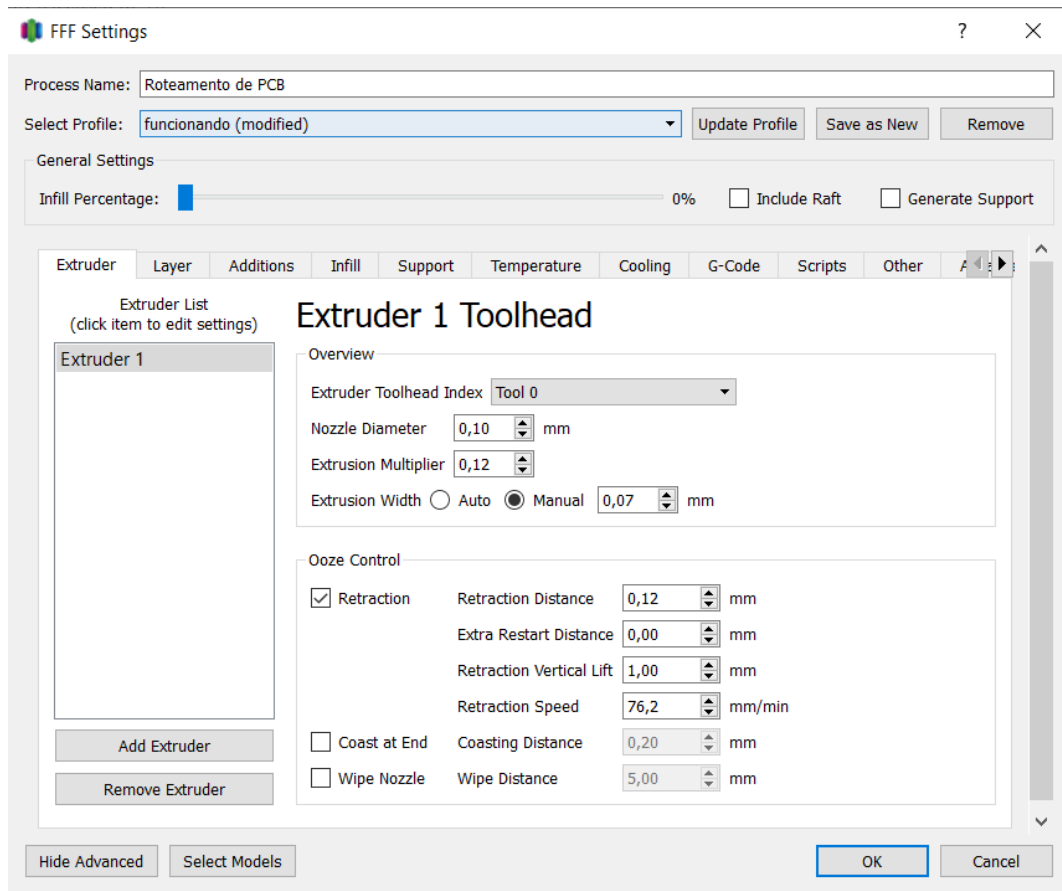 FFF Settings
?
Process Name: Roteamento de PCB
Select Profile: funcionando (modified) Update Profile Save as New Remove
General Settings
Infill Percentage: 0% Include Raft Generate Support
Extruder Layer Additions Infill Support Temperature Cooling G-Code Scripts Other
Extruder List
(click item to edit settings)
Extruder 1
Add Extruder
Remove Extruder
Extruder 1 Toolhead
Overview
Extruder Toolhead Index Tool 0
Nozzle Diameter 0,10 mm
Extrusion Multiplier 0,12
Extrusion Width Auto Manual 0,07 mm
Ooze Control
Retraction Retraction Distance 0,12 mm
Extra Restart Distance 0,00 mm
Retraction Vertical Lift 1,00 mm
Retraction Speed 76,2 mm/min
Coast at End Coasting Distance 0,20 mm
Wipe Nozzle Wipe Distance 5,00 mm
Hide Advanced Select Models OK Cancel